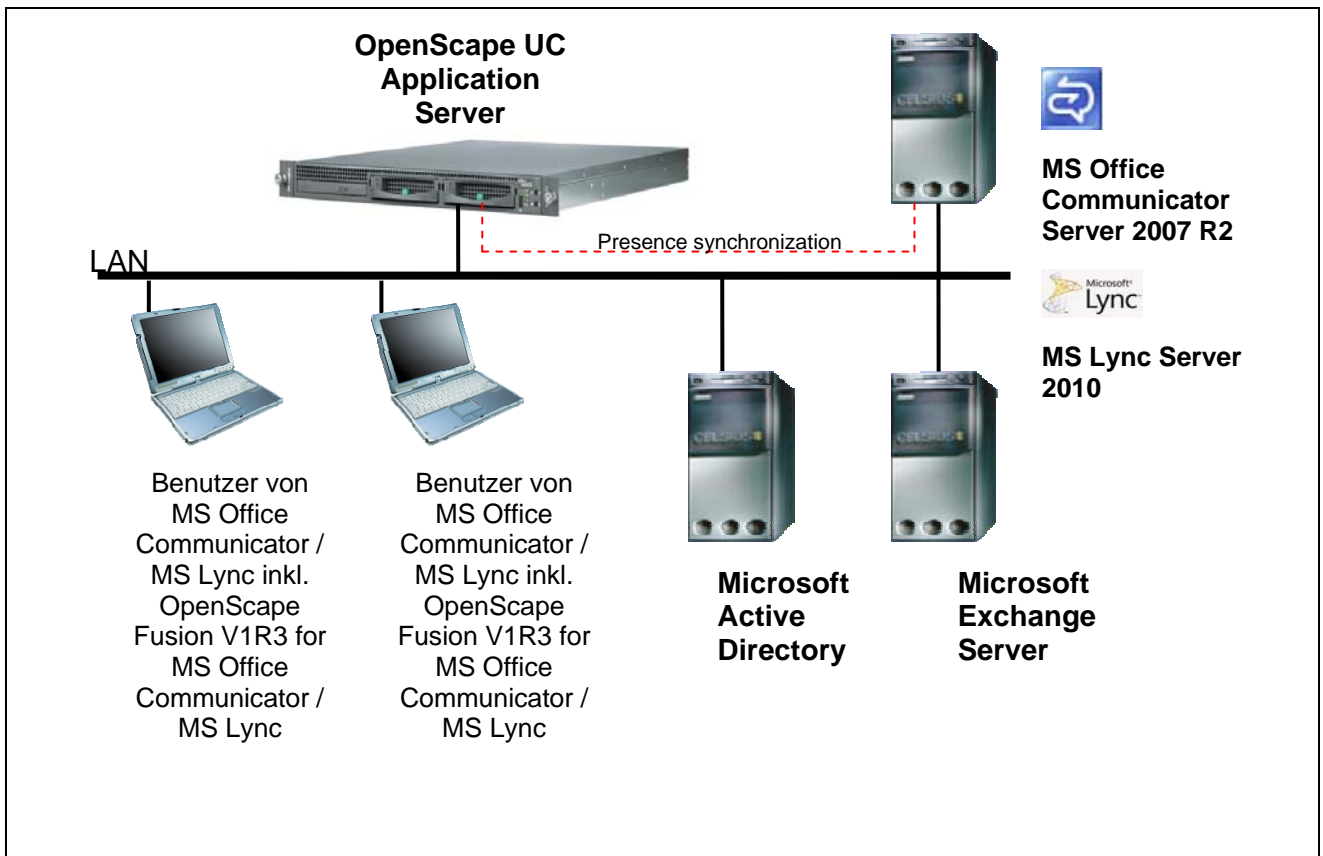 OpenScape UC
Application
Server
MS Office
Communicator
Server 2007 R2
Presence synchronization
LAN
Microsoft
Lync
MS Lync Server
2010
Benutzer von
MS Office
Communicator /
MS Lync inkl.
OpenScape
Fusion V1R3 for
MS Office
Communicator /
MS Lync
Benutzer von
MS Office
Communicator /
MS Lync inkl.
OpenScape
Fusion V1R3 for
MS Office
Communicator /
MS Lync
CELSIUS
CELSIUS
CELSIUS
Microsoft
Active
Directory
Microsoft
Exchange
Server